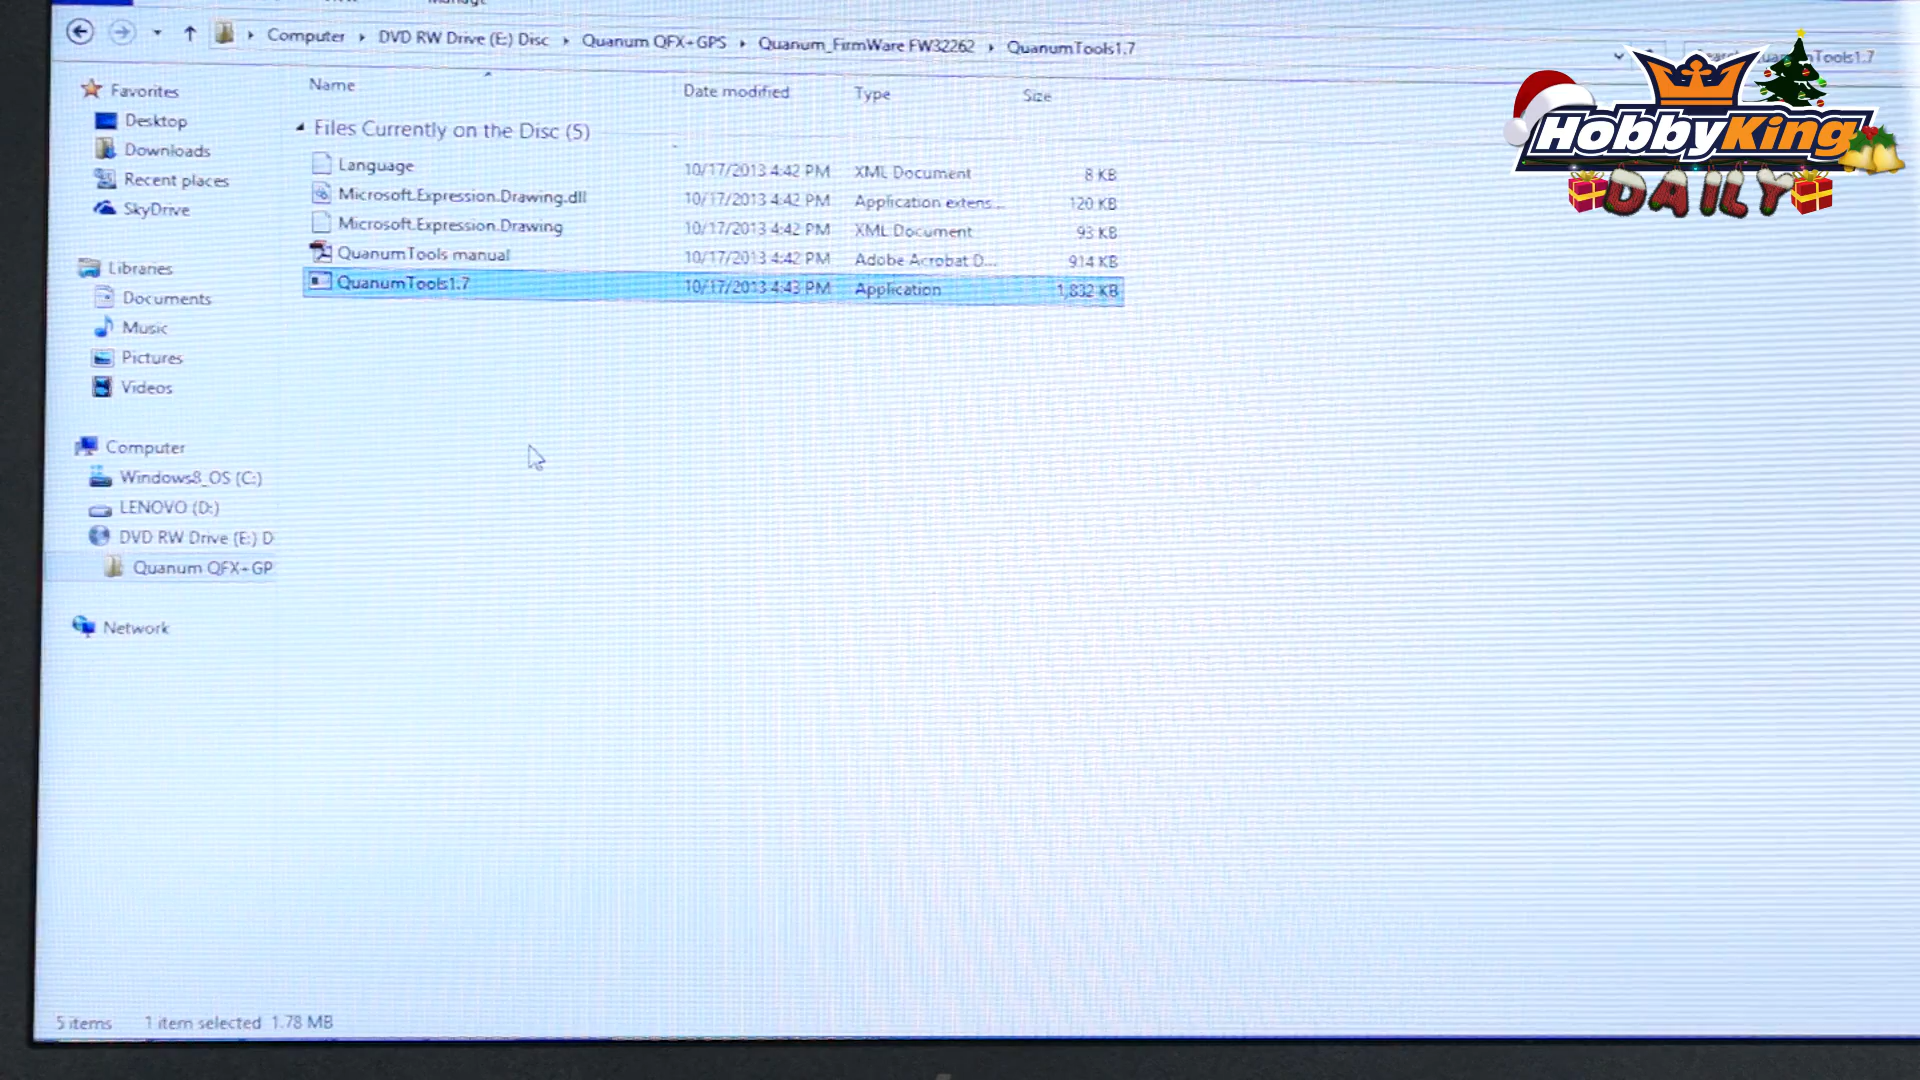 Computer › DVD RW Drive (E:) Disc › Quanum QFX+GPS › Quanum_FirmWare FW32262 › QuanumTools1.7
HobbyKing
DAILY
Favorites
Desktop
Downloads
Recent places
SkyDrive
Libraries
Documents
Music
Pictures
Videos
Computer
Windows8_OS (C:)
LENOVO (D:)
DVD RW Drive (E:) D
Quanum QFX+GP
Network
Name Date modified Type Size
Files Currently on the Disc (5)
Language 10/17/2013 4:42 PM XML Document 8 KB
Microsoft.Expression.Drawing.dll 10/17/2013 4:42 PM Application extens... 120 KB
Microsoft.Expression.Drawing 10/17/2013 4:42 PM XML Document 93 KB
QuanumTools manual 10/17/2013 4:42 PM Adobe Acrobat D... 914 KB
QuanumTools1.7 10/17/2013 4:43 PM Application 1,832 KB
5 items 1 item selected 1.78 MB